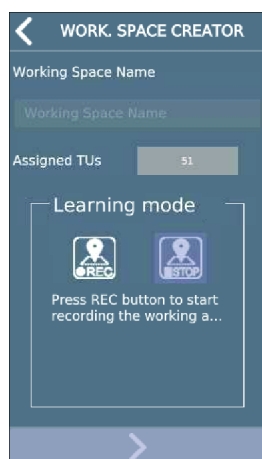 WORK. SPACE CREATOR
Working Space Name
Working Space Name
Assigned TUs 51
Learning mode
REC STOP
Press REC button to start
recording the working a...